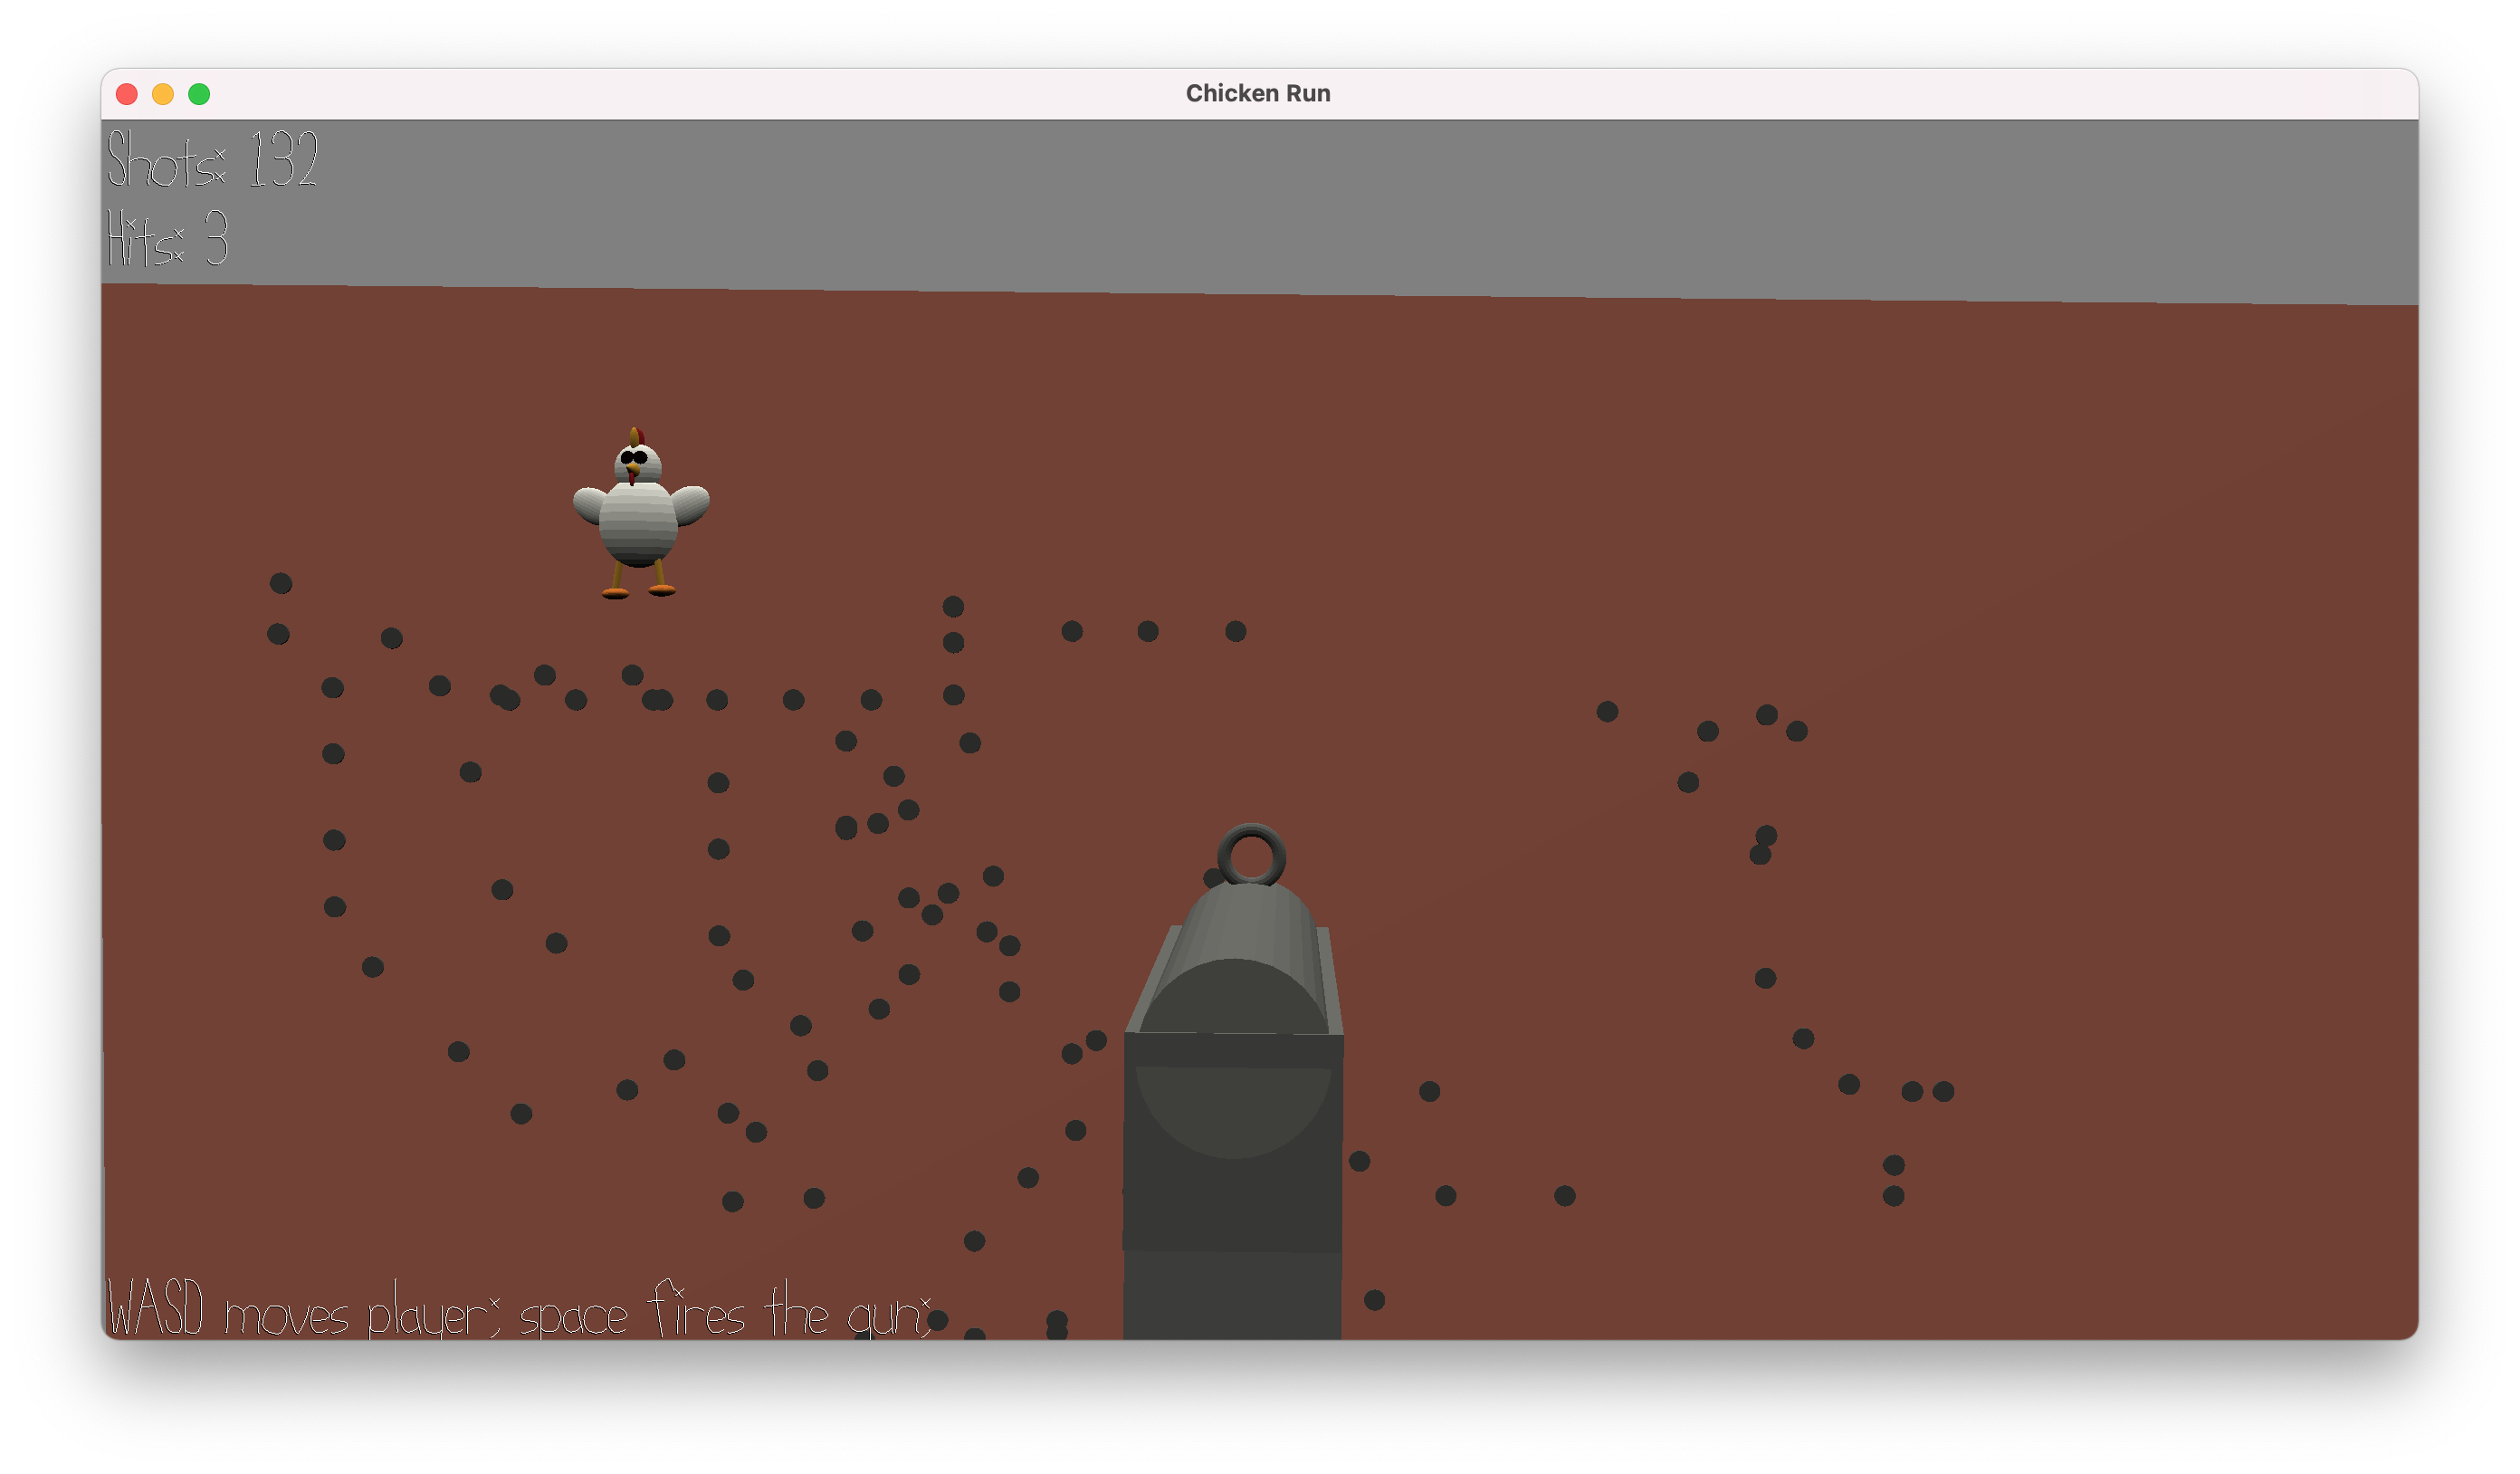 Chicken Run
Shots: 132
Hits: 3
WASD moves player; space fires the gun;